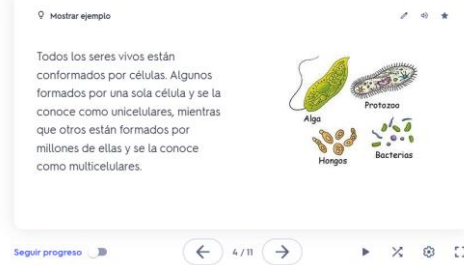 Mostrar ejemplo
Todos los seres vivos están
conformados por células. Algunos
formados por una sola célula y se la
conoce como unicelulares, mientras
que otros están formados por
millones de ellas y se la conoce
como multicelulares.
Alga
Protozoa
Hongos
Bacterias
Seguir progreso
4 / 11